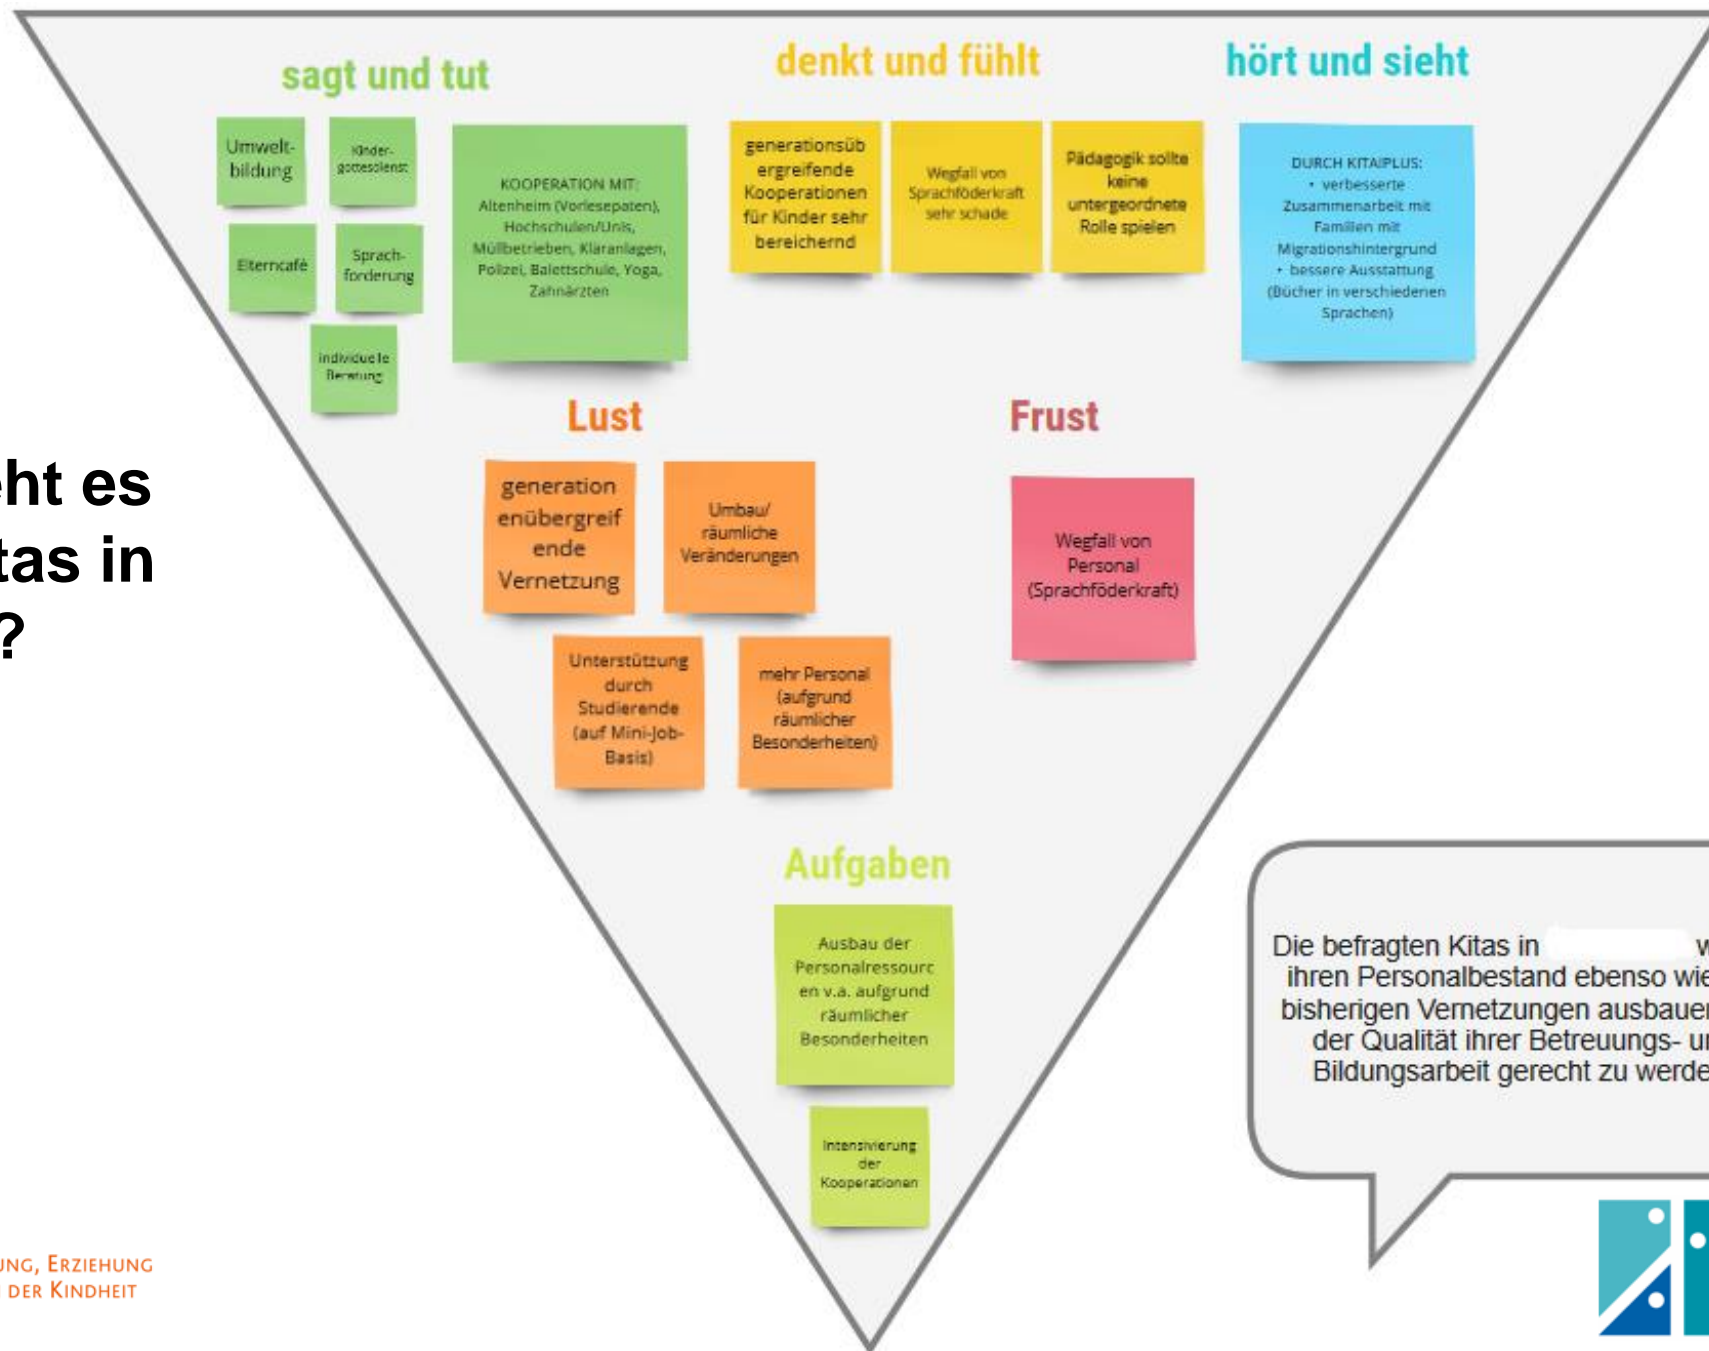 sagt und tut
Umwelt-
bildung
Kinder-
gottesdienst
Elterncafé
Sprach-
forderung
individuelle
Beratung
KOOPERATION MIT:
Altenheim (Vorlesepaten),
Hochschulen/Unis,
Müllbetrieben, Kläranlagen,
Polizei, Balettschule, Yoga,
Zahnärzten
denkt und fühlt
generationsüb
ergreifende
Kooperationen
für Kinder sehr
bereichernd
Wegfall von
Sprachföderkraft
sehr schade
Pädagogik sollte
keine
untergeordnete
Rolle spielen
hört und sieht
DURCH KITA!PLUS:
• verbesserte
Zusammenarbeit mit
Familien mit
Migrationshintergrund
• bessere Ausstattung
(Bücher in verschiedenen
Sprachen)
eht es
tas in
?
Lust
generation
enübergreif
ende
Vernetzung
Umbau/
räumliche
Veränderungen
Unterstützung
durch
Studierende
(auf Mini-Job-
Basis)
mehr Personal
(aufgrund
räumlicher
Besonderheiten)
Frust
Wegfall von
Personal
(Sprachföderkraft)
Aufgaben
Ausbau der
Personalressourc
en v.a. aufgrund
räumlicher
Besonderheiten
Intensivierung
der
Kooperationen
Die befragten Kitas in w
ihren Personalbestand ebenso wie
bisherigen Vernetzungen ausbauen
der Qualität ihrer Betreuungs- un
Bildungsarbeit gerecht zu werde
UNG, ERZIEHUNG
DER KINDHEIT